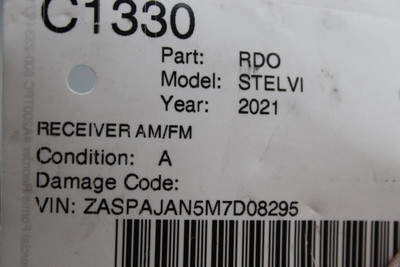 C1330
Part: RDO
Model: STELVI
Year: 2021
RECEIVER AM/FM
Condition: A
Damage Code:
VIN: ZASPAJAN5M7D08295